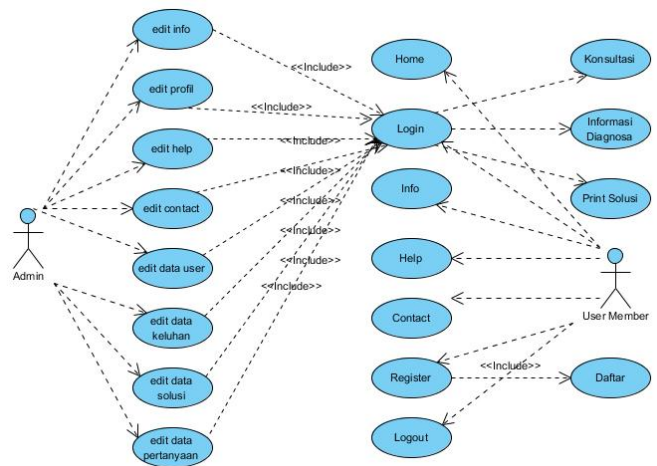 edit info
edit profil
edit help
edit contact
edit data user
edit data
keluhan
edit data
solusi
edit data
pertanyaan
Admin
<<Include>>
<<Include>>
<<Include>>
<<Include>>
<<Include>>
<<Include>>
<<Include>>
<<Include>>
Home
Login
Info
Help
Contact
Register
Logout
<<Include>>
Konsultasi
Informasi
Diagnosa
Print Solusi
User Member
Daftar